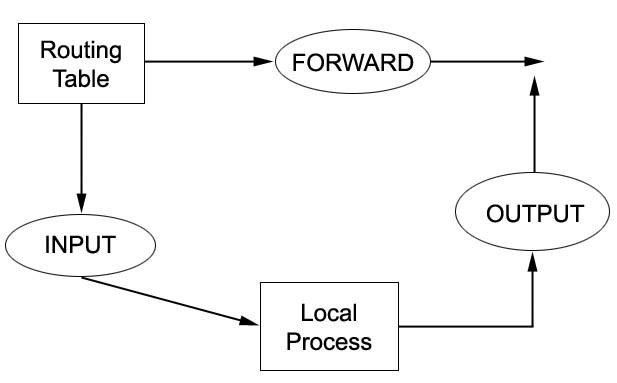 Routing
Table
FORWARD
INPUT
OUTPUT
Local
Process